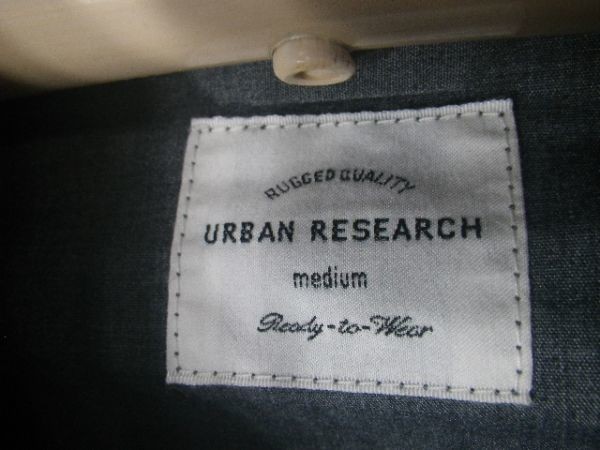 RUGGED QUALITY
URBAN RESEARCH
medium
Ready-to-Wear